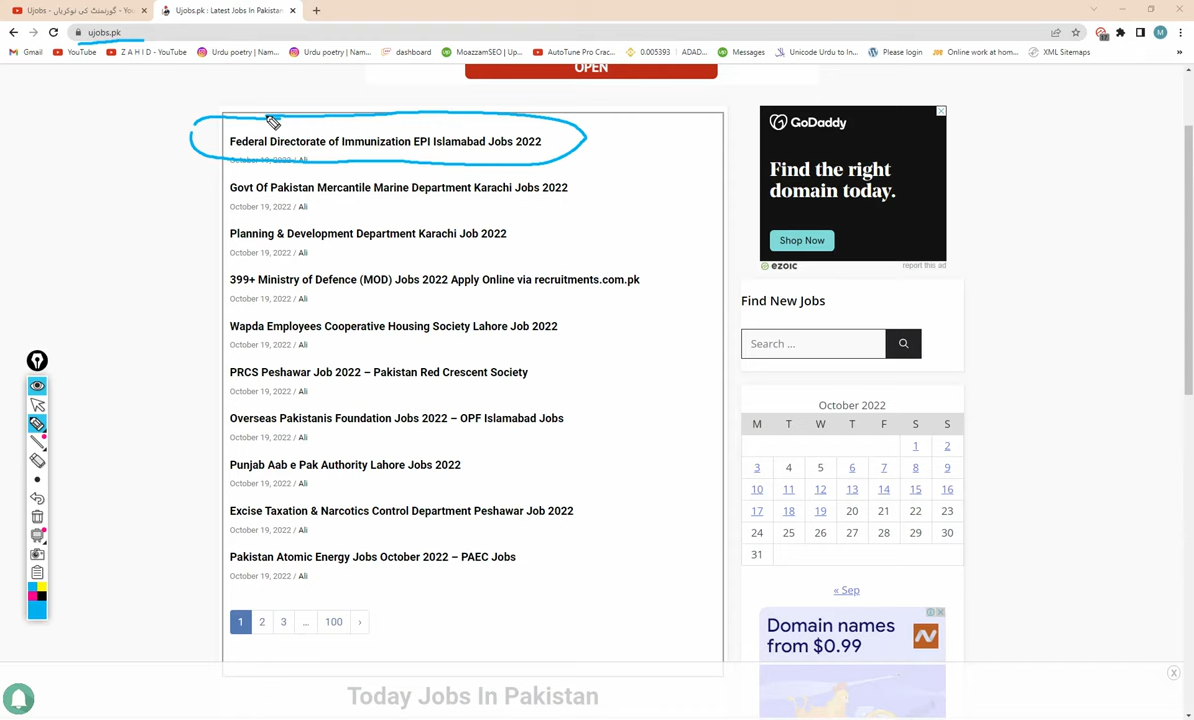 Ujobs - گورنمنٹ کی نوکریاں - You
Ujobs.pk : Latest Jobs In Pakistan
ujobs.pk
Gmail
YouTube
Z A H I D - YouTube
Urdu poetry | Nam...
Urdu poetry | Nam...
dashboard
MoazzamSEO | Up...
AutoTune Pro Crac...
0.005393 | ADAD...
Messages
Unicode Urdu to In...
Please login
Online work at hom...
XML Sitemaps
OPEN
Federal Directorate of Immunization EPI Islamabad Jobs 2022
October 19, 2022 / Ali
Govt Of Pakistan Mercantile Marine Department Karachi Jobs 2022
October 19, 2022 / Ali
Planning & Development Department Karachi Job 2022
October 19, 2022 / Ali
399+ Ministry of Defence (MOD) Jobs 2022 Apply Online via recruitments.com.pk
October 19, 2022 / Ali
Wapda Employees Cooperative Housing Society Lahore Job 2022
October 19, 2022 / Ali
PRCS Peshawar Job 2022 – Pakistan Red Crescent Society
October 19, 2022 / Ali
Overseas Pakistanis Foundation Jobs 2022 – OPF Islamabad Jobs
October 19, 2022 / Ali
Punjab Aab e Pak Authority Lahore Jobs 2022
October 19, 2022 / Ali
Excise Taxation & Narcotics Control Department Peshawar Job 2022
October 19, 2022 / Ali
Pakistan Atomic Energy Jobs October 2022 – PAEC Jobs
October 19, 2022 / Ali
1 2 3 ... 100 ›
Today Jobs In Pakistan
GoDaddy
Find the right
domain today.
Shop Now
ezoic
report this ad
Find New Jobs
Search ...
October 2022
M T W T F S S
1 2
3 4 5 6 7 8 9
10 11 12 13 14 15 16
17 18 19 20 21 22 23
24 25 26 27 28 29 30
31
« Sep
Domain names
from $0.99